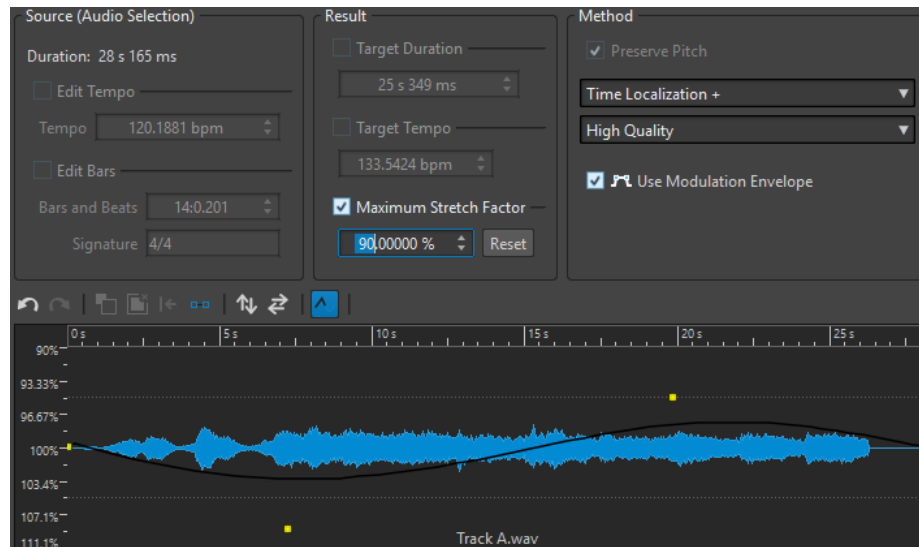 Source (Audio Selection)
Duration: 28 s 165 ms
Edit Tempo
Tempo 120.1881 bpm
Edit Bars
Bars and Beats 14:0.201
Signature 4/4
Result
Target Duration
25 s 349 ms
Target Tempo
133.5424 bpm
Maximum Stretch Factor
90.00000 % Reset
Method
Preserve Pitch
Time Localization +
High Quality
Use Modulation Envelope
0 s 5 s 10 s 15 s 20 s 25 s
90%
93.33%
96.67%
100%
103.4%
107.1%
111.1%
Track A.wav